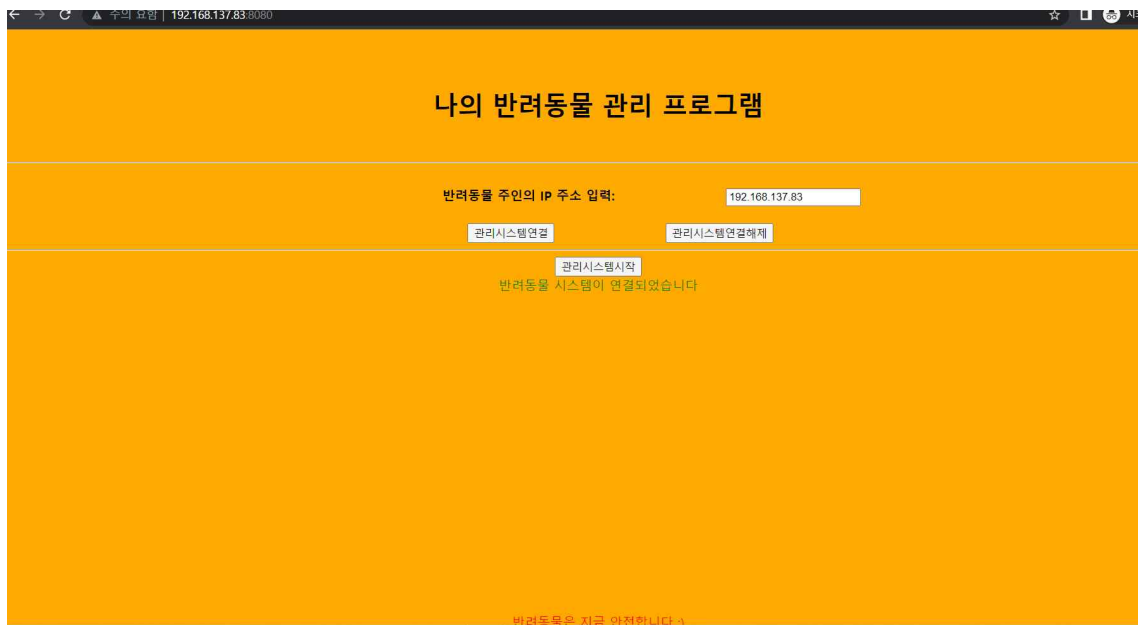 주의 요함 | 192.168.137.83:8080
나의 반려동물 관리 프로그램
반려동물 주인의 IP 주소 입력: 192.168.137.83
관리시스템연결 관리시스템연결해제
관리시스템시작
반려동물 시스템이 연결되었습니다
반려동물은 지금 안전합니다 :)